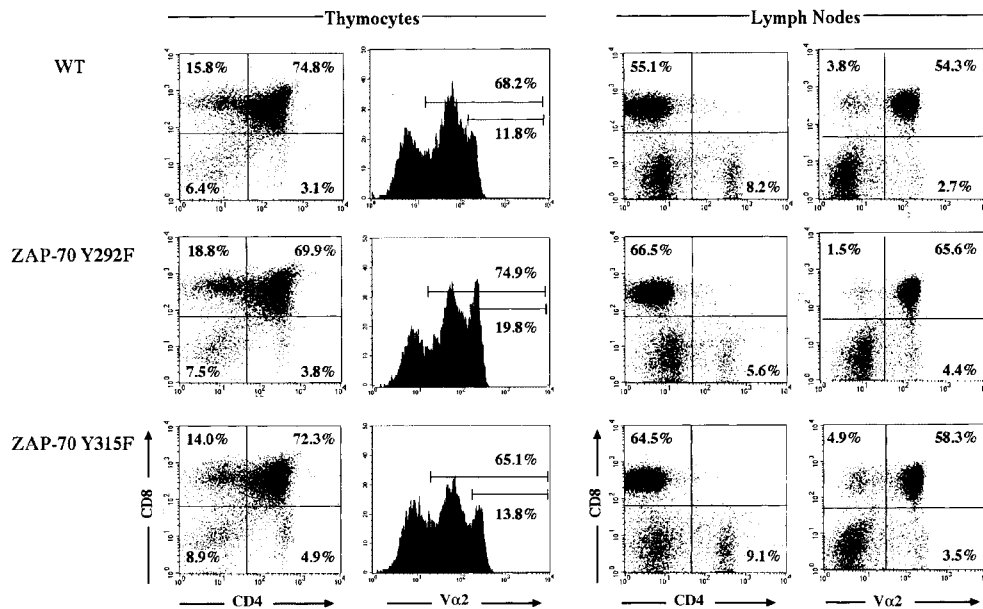 Thymocytes
Lymph Nodes
WT
15.8% 74.8%
6.4% 3.1%
68.2%
11.8%
55.1%
8.2%
3.8% 54.3%
2.7%
ZAP-70 Y292F
18.8% 69.9%
7.5% 3.8%
74.9%
19.8%
66.5%
5.6%
1.5% 65.6%
4.4%
ZAP-70 Y315F
14.0% 72.3%
8.9% 4.9%
65.1%
13.8%
64.5%
9.1%
4.9% 58.3%
3.5%
CD8
CD8
CD4
Vα2
CD4
Vα2